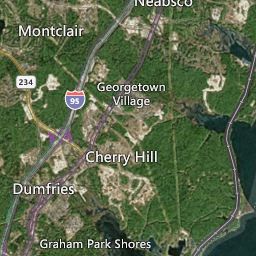 Neabsco
Montclair
234
Georgetown
Village
95
Cherry Hill
Dumfries
Graham Park Shores